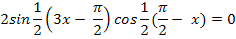 2sin 1/2 (3x − π/2) cos 1/2 (π/2 − x) = 0